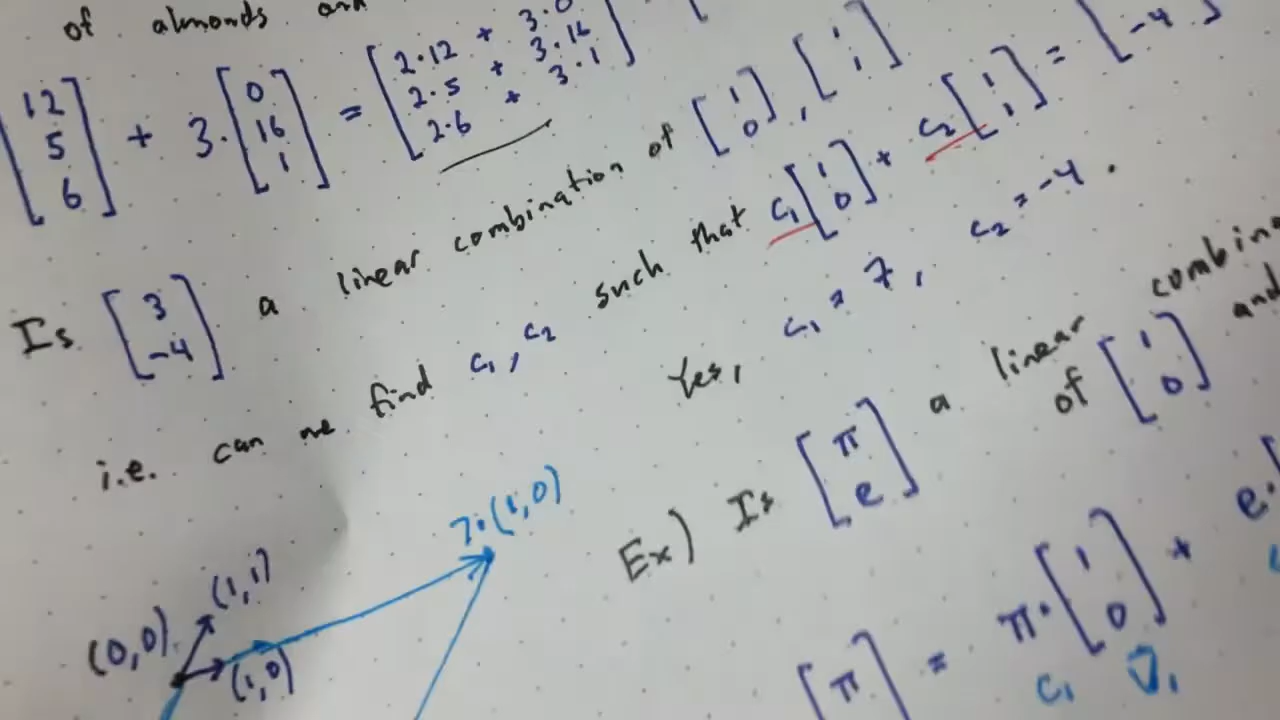 of almonds and
[12 5 6] + 3·[0 16 1] = [2·12 + 3·0 2·5 + 3·16 2·6 + 3·1] [
Is [3 -4] a linear combination of [1 0], [1 1]
i.e. can we find c₁, c₂ such that c₁[1 0] + c₂[1 1] = [ -4]
Yes, c₁ = 7, c₂ = -4.
Ex) Is [π e] a linear combin
of [1 0] and
[π = π·[1 0] + e·[
c₁ v₁
(0,0) (1,1) (1,0) 7·(1,0)